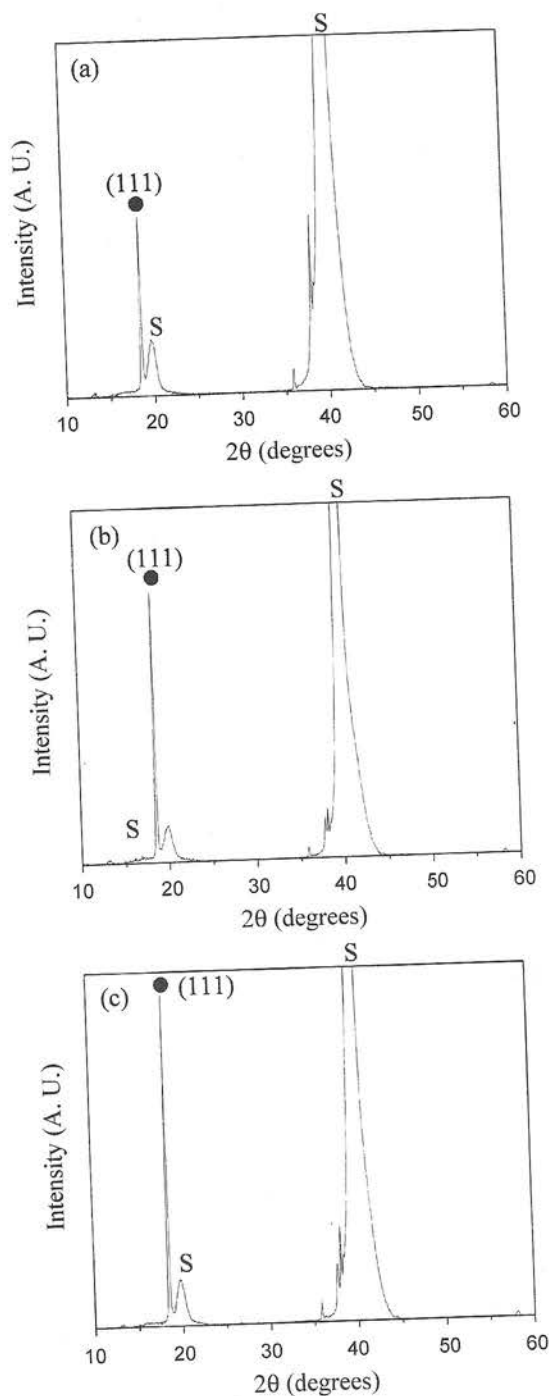 S
(a)
(111)
S
Intensity (A. U.)
10 20 30 40 50 60
2θ (degrees)
S
(b)
(111)
S
Intensity (A. U.)
10 20 30 40 50 60
2θ (degrees)
S
(c)
(111)
S
Intensity (A. U.)
10 20 30 40 50 60
2θ (degrees)